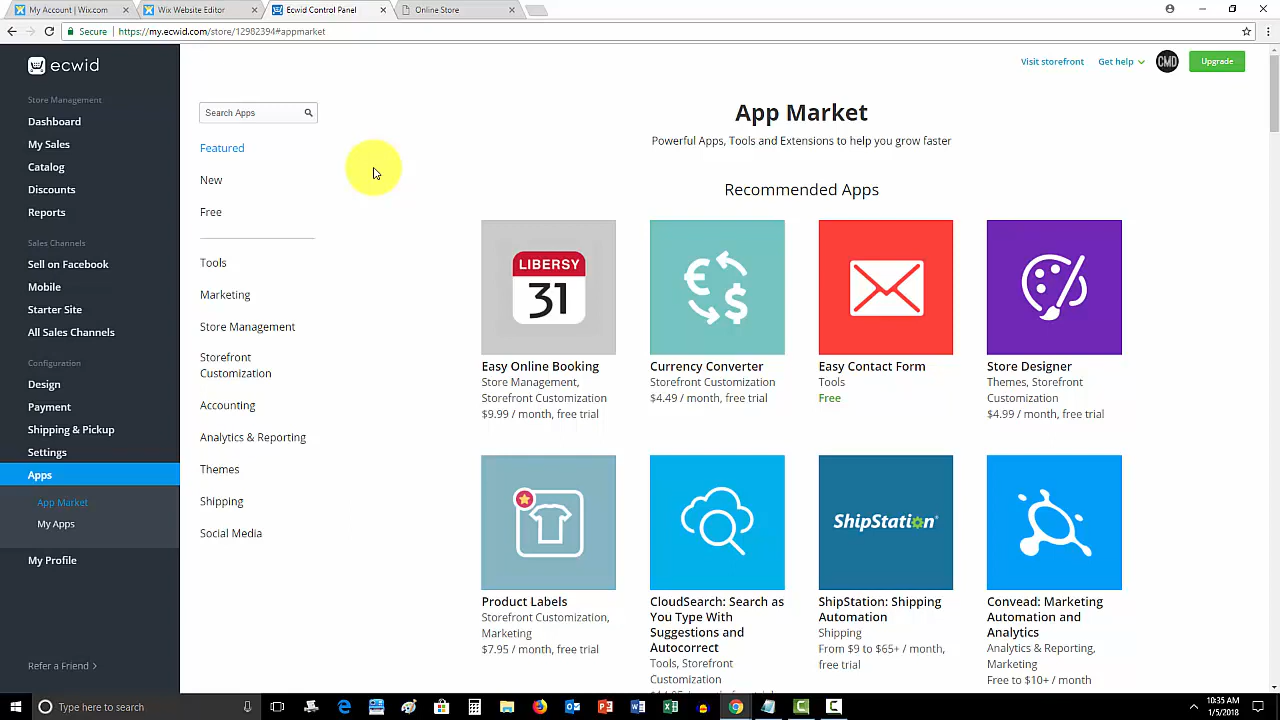 My Account | Wix.com
Wix Website Editor
Ecwid Control Panel
Online Store
Secure
https://my.ecwid.com/store/12982394#appmarket
ecwid
Visit storefront
Get help
CMD
Upgrade
Store Management
Dashboard
My Sales
Catalog
Discounts
Reports
Sales Channels
Sell on Facebook
Mobile
Starter Site
All Sales Channels
Configuration
Design
Payment
Shipping & Pickup
Settings
Apps
App Market
My Apps
My Profile
Refer a Friend
Search Apps
Featured
New
Free
Tools
Marketing
Store Management
Storefront
Customization
Accounting
Analytics & Reporting
Themes
Shipping
Social Media
App Market
Powerful Apps, Tools and Extensions to help you grow faster
Recommended Apps
LIBERSY
31
Easy Online Booking
Store Management,
Storefront Customization
$9.99 / month, free trial
Currency Converter
Storefront Customization
$4.49 / month, free trial
Easy Contact Form
Tools
Free
Store Designer
Themes, Storefront
Customization
$4.99 / month, free trial
Product Labels
Storefront Customization,
Marketing
$7.95 / month, free trial
CloudSearch: Search as
You Type With
Suggestions and
Autocorrect
Tools, Storefront
Customization
ShipStation
ShipStation: Shipping
Automation
Shipping
From $9 to $65+ / month,
free trial
Convead: Marketing
Automation and
Analytics
Analytics & Reporting,
Marketing
Free to $10+ / month
Type here to search
10:35 AM
1/5/2018